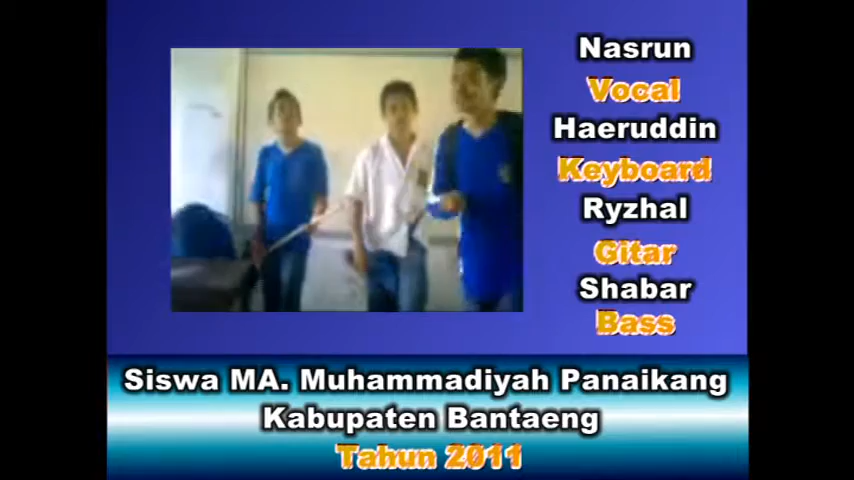 Nasrun
Vocal
Haeruddin
Keyboard
Ryzhal
Gitar
Shabar
Bass
Siswa MA. Muhammadiyah Panaikang
Kabupaten Bantaeng
Tahun 2011